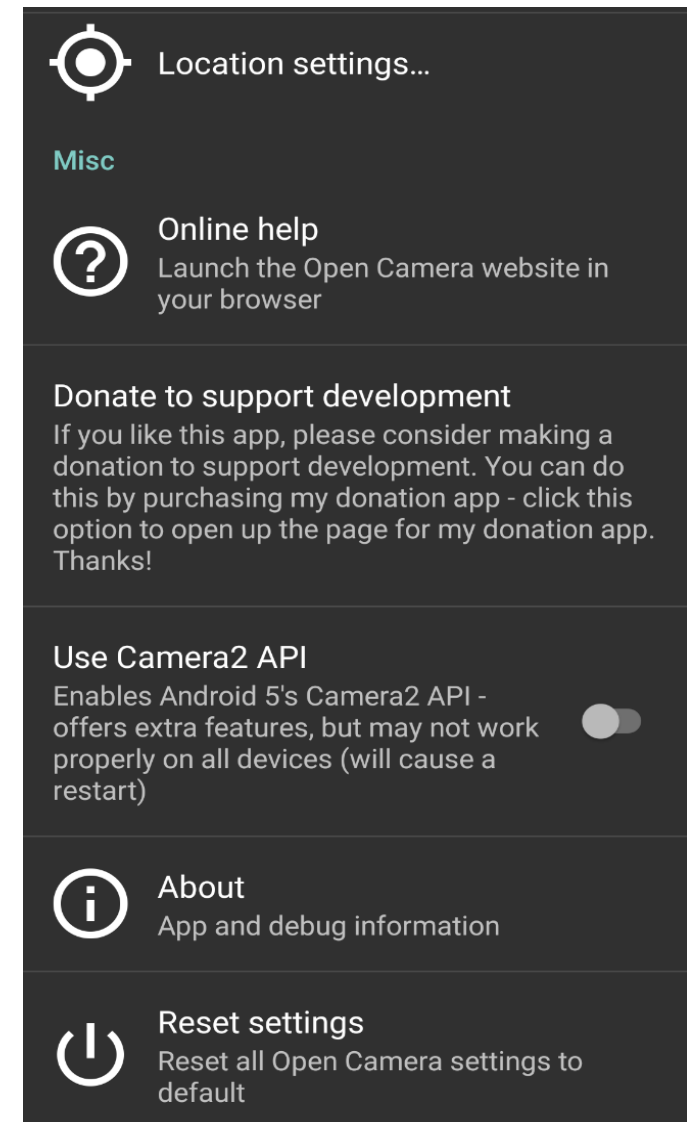 Location settings...
Misc
Online help
Launch the Open Camera website in
your browser
Donate to support development
If you like this app, please consider making a
donation to support development. You can do
this by purchasing my donation app - click this
option to open up the page for my donation app.
Thanks!
Use Camera2 API
Enables Android 5's Camera2 API -
offers extra features, but may not work
properly on all devices (will cause a
restart)
About
App and debug information
Reset settings
Reset all Open Camera settings to
default